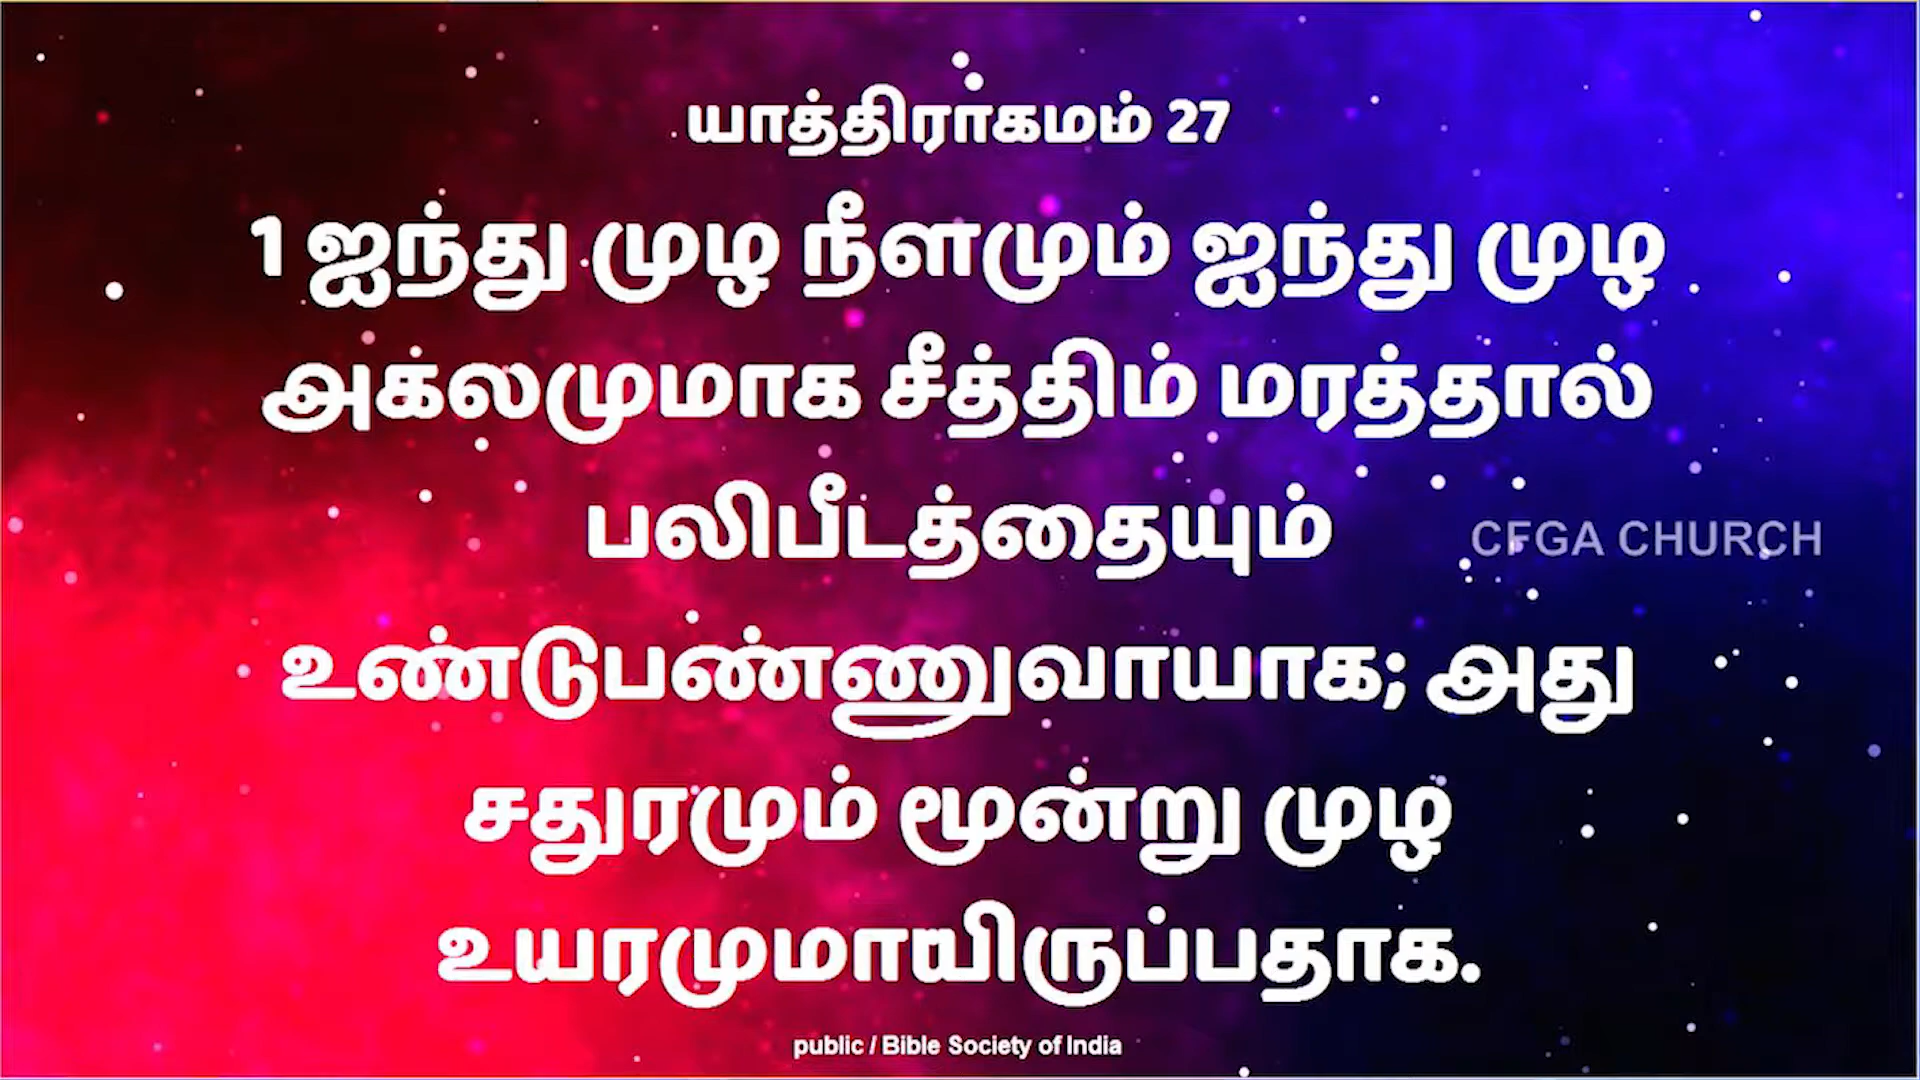 யாத்திராகமம் 27
1 ஐந்து முழ நீளமும் ஐந்து முழ
அகலமுமாக சீத்திம் மரத்தால்
பலிபீடத்தையும்
CFGA CHURCH
உண்டுபண்ணுவாயாக; அது
சதுரமும் மூன்று முழ
உயரமுமாயிருப்பதாக.
public / Bible Society of India